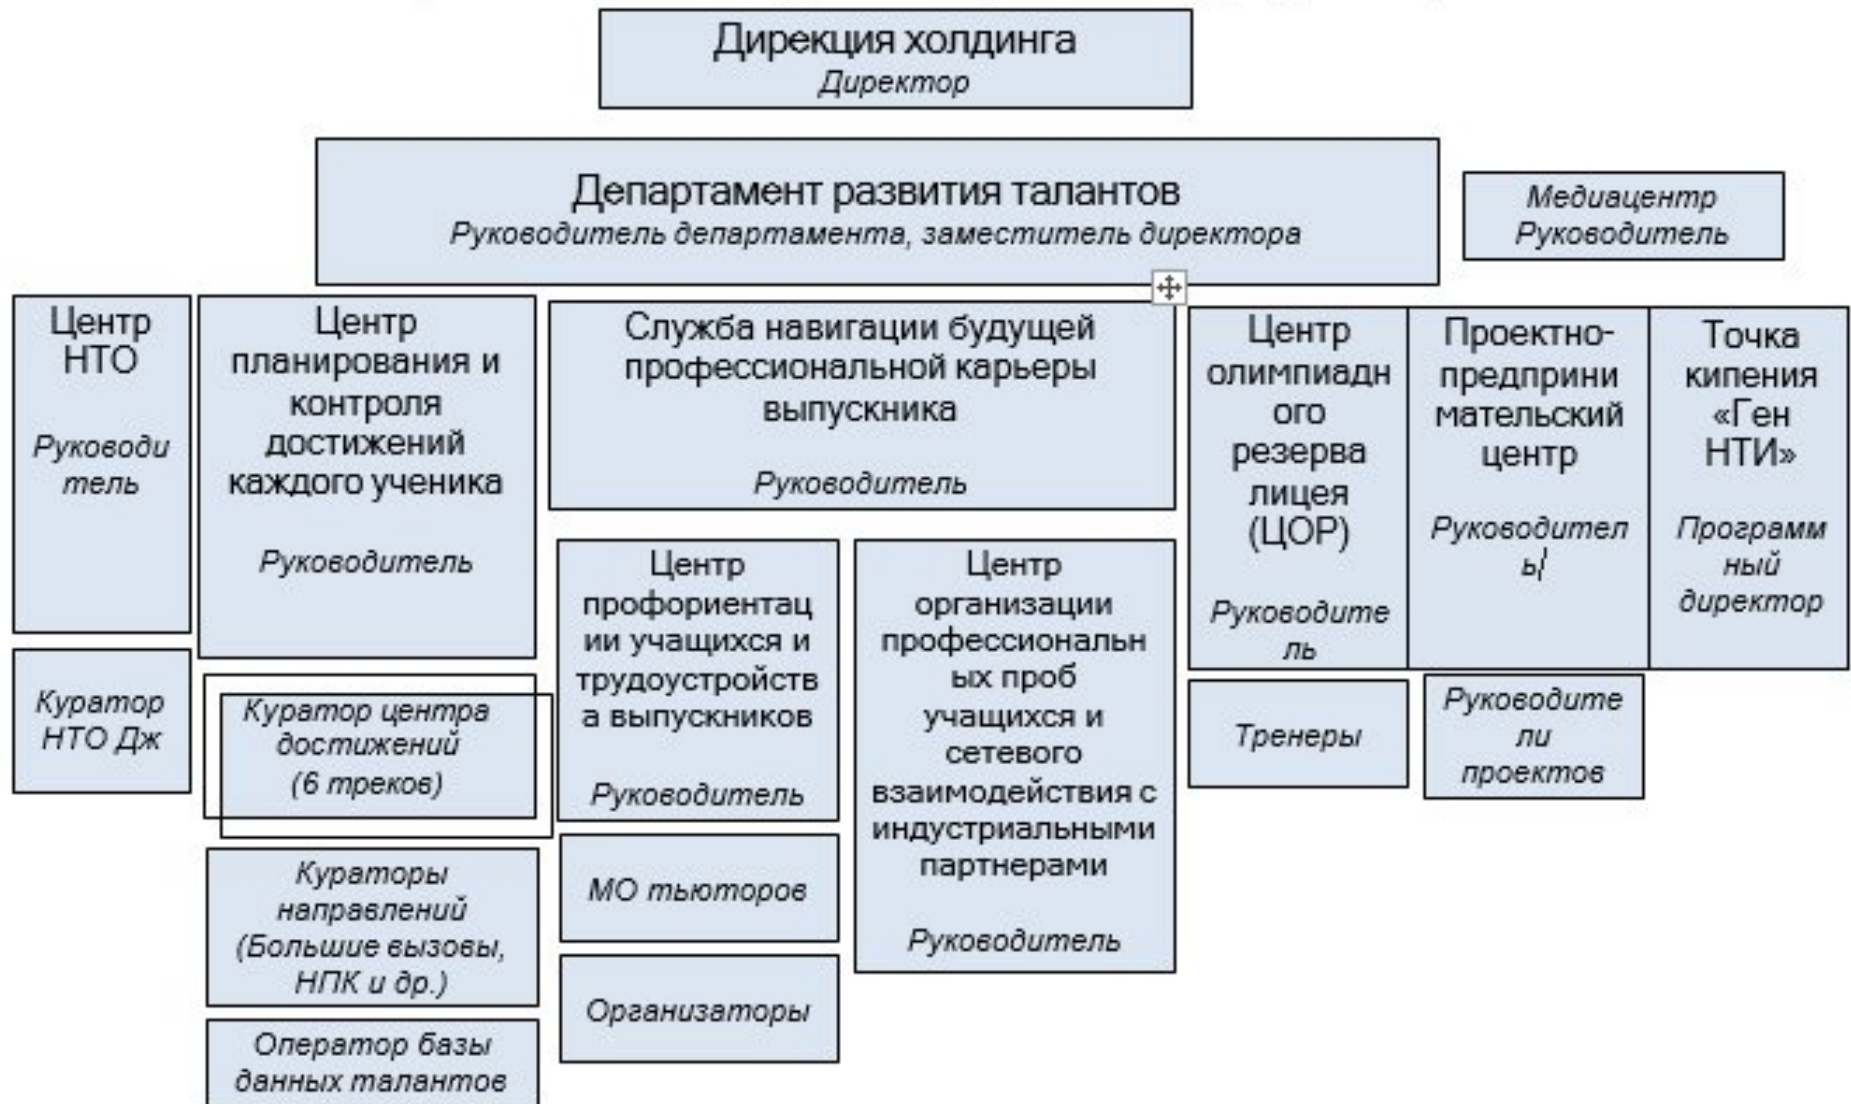 Дирекция холдинга
Директор
Департамент развития талантов
Руководитель департамента, заместитель директора
Медиацентр
Руководитель
Центр
НТО
Руководи
тель
Центр
планирования и
контроля
достижений
каждого ученика
Руководитель
Служба навигации будущей
профессиональной карьеры
выпускника
Руководитель
Центр
олимпиадн
ого
резерва
лицея
(ЦОР)
Руководите
ль
Проектно-
предприни
мательский
центр
Руководител
ь
Точка
кипения
«Ген
НТИ»
Программ
ный
директор
Куратор
НТО Дж
Куратор центра
достижений
(6 треков)
Кураторы
направлений
(Большие вызовы,
НПК и др.)
Оператор базы
данных талантов
Центр
профориентац
ии учащихся и
трудоустройств
а выпускников
Руководитель
МО тьюторов
Организаторы
Центр
организации
профессиональн
ых проб
учащихся и
сетевого
взаимодействия с
индустриальными
партнерами
Руководитель
Тренеры
Руководите
ли
проектов